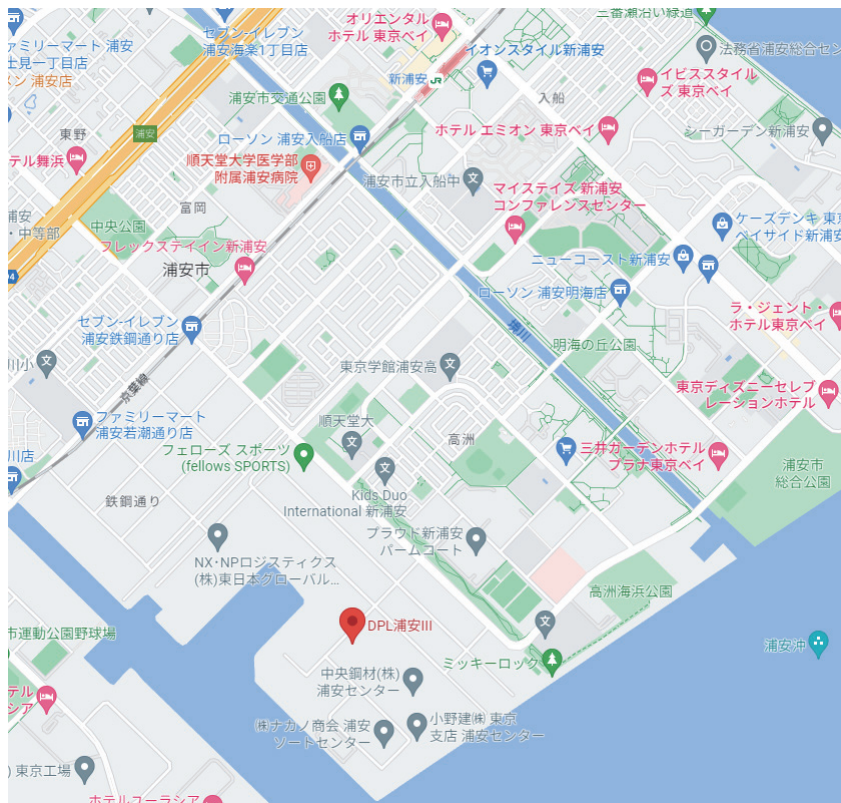 三番瀬沿い緑道
オリエンタル
ホテル 東京ベイ
セブン-イレブン
浦安海楽1丁目店
ファミリーマート 浦安
士見一丁目店
メン 浦安店
イオンスタイル新浦安
法務省浦安総合セン
新浦安
JR
イビススタイル
ズ 東京ベイ
浦安市交通公園
入船
東野
浦安
ローソン 浦安入船店
ホテル エミオン 東京ベイ
シーガーデン新浦安
テル舞浜
順天堂大学医学部
附属浦安病院
浦安市立入船中
マイステイズ 新浦安
コンファレンスセンター
富岡
浦安
・中等部
中央公園
ケーズデンキ 東京
ベイサイド新浦安
フレックステイイン新浦安
ニューコースト新浦安
浦安市
ローソン 浦安明海店
ラ・ジェント・
ホテル東京ベイ
セブン-イレブン
浦安鉄鋼通り店
境川
明海の丘公園
川小
東京学館浦安高
京葉線
東京ディズニーセレブ
レーションホテル
ファミリーマート
浦安若潮通り店
順天堂大
高洲
フェローズ スポーツ
(fellows SPORTS)
三井ガーデンホテル
プラナ東京ベイ
川店
浦安市
総合公園
鉄鋼通り
Kids Duo
International 新浦安
プラウド新浦安
パームコート
NX・NPロジスティクス
(株)東日本グローバル...
高洲海浜公園
DPL浦安III
市運動公園野球場
浦安沖
ミッキーロック
中央鋼材(株)
浦安センター
テル
シア
㈱ナカノ商会 浦安
ソートセンター
小野建㈱ 東京
支店 浦安センター
) 東京工場
ホテルユーラシア